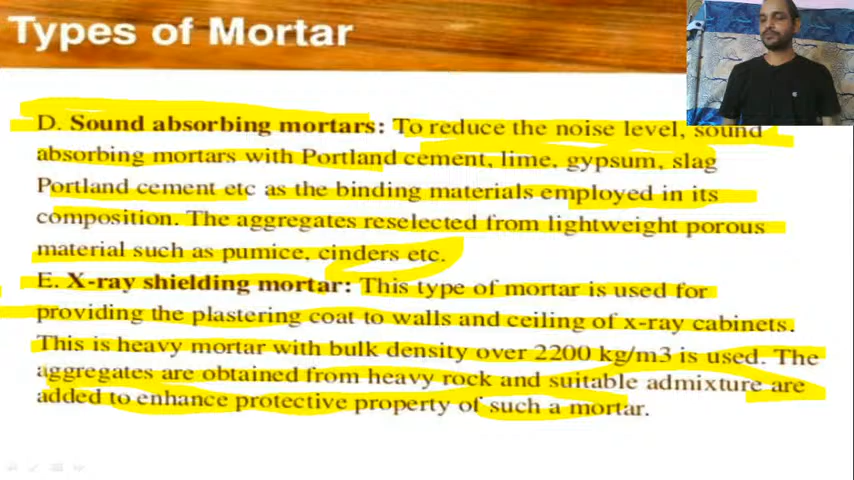 Types of Mortar
D. Sound absorbing mortars: To reduce the noise level, sound
absorbing mortars with Portland cement, lime, gypsum, slag
Portland cement etc as the binding materials employed in its
composition. The aggregates reselected from lightweight porous
material such as pumice, cinders etc.
E. X-ray shielding mortar: This type of mortar is used for
providing the plastering coat to walls and ceiling of x-ray cabinets.
This is heavy mortar with bulk density over 2200 kg/m3 is used. The
aggregates are obtained from heavy rock and suitable admixture are
added to enhance protective property of such a mortar.